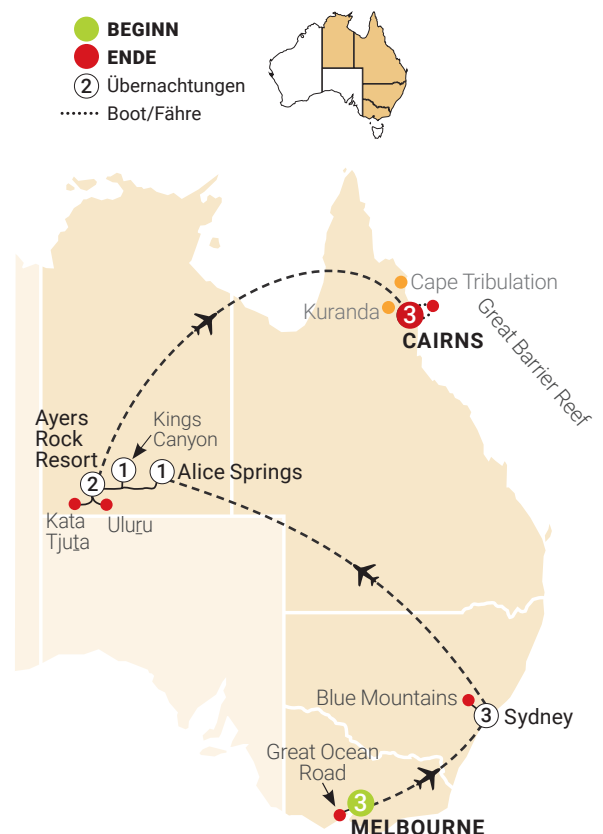 BEGINN
ENDE
2 Übernachtungen
Boot/Fähre
Cape Tribulation
Kuranda
3
CAIRNS
Great Barrier Reef
Ayers
Rock
Resort
Kings
Canyon
2
1
1
Alice Springs
Kata
Tjuṯa
Uluṟu
Blue Mountains
3
Sydney
Great Ocean
Road
3
MELBOURNE